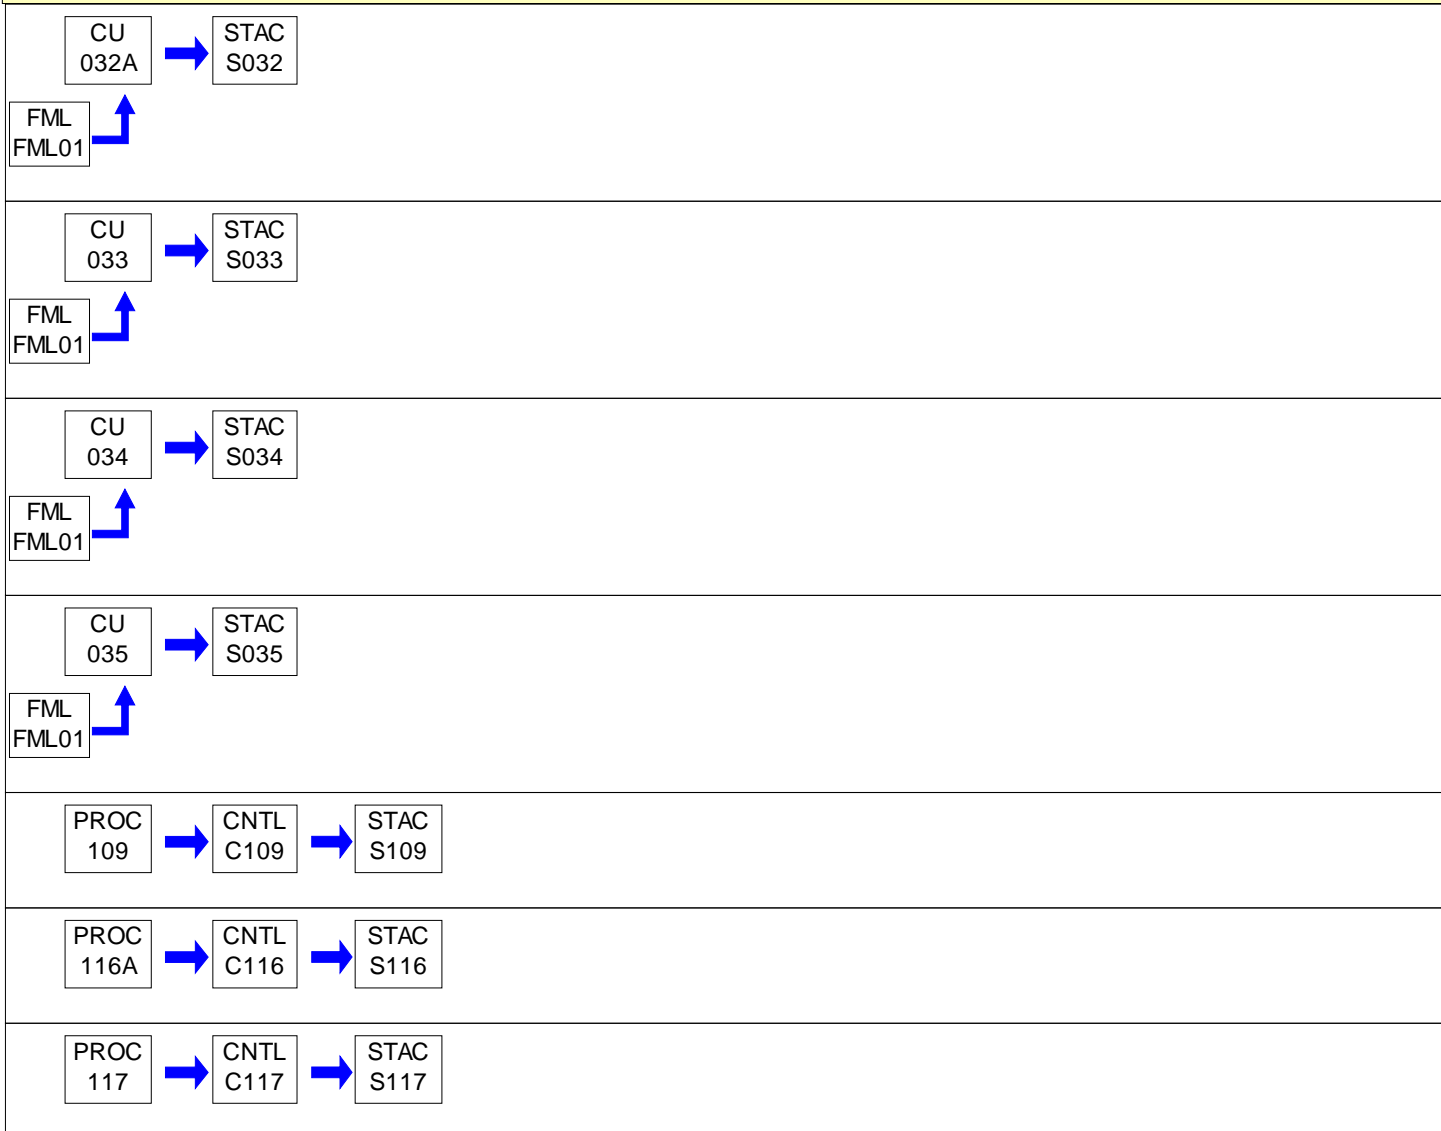 CU
032A
STAC
S032
FML
FML01
CU
033
STAC
S033
FML
FML01
CU
034
STAC
S034
FML
FML01
CU
035
STAC
S035
FML
FML01
PROC
109
CNTL
C109
STAC
S109
PROC
116A
CNTL
C116
STAC
S116
PROC
117
CNTL
C117
STAC
S117